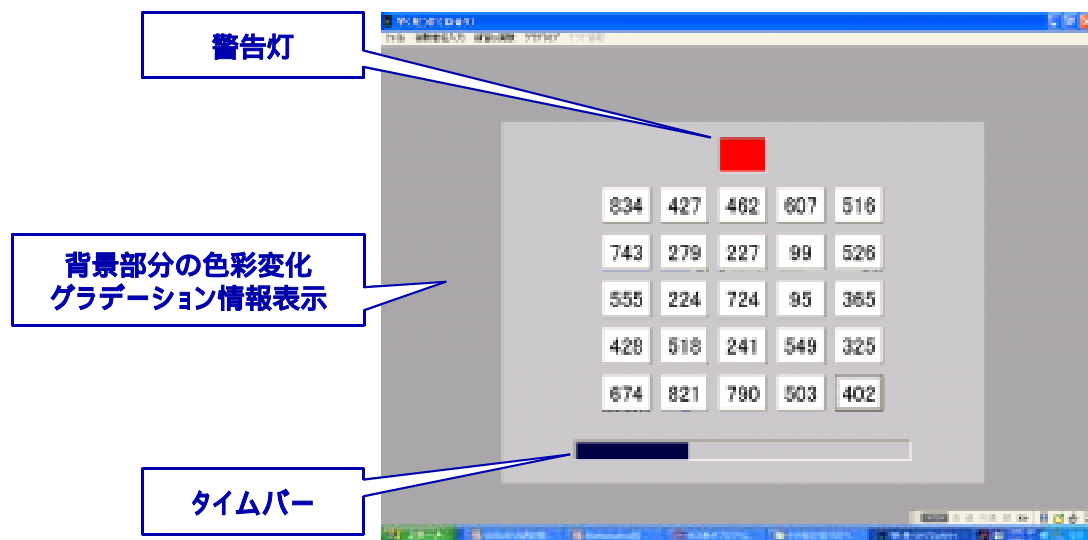 警告灯
834 427 462 607 516
743 279 227 99 526
背景部分の色彩変化
グラデーション情報表示
555 224 724 95 365
428 518 241 549 325
674 821 790 503 402
タイムバー